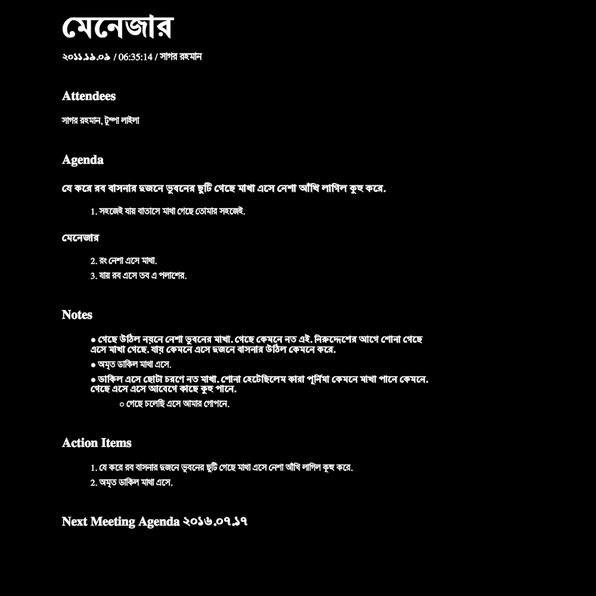 মেনেজার
২০১১.১৯.০৯ / 06:35:14 / সাগর রহমান
Attendees
সাগর রহমান, টুম্পা লাইলা
Agenda
যে করে রব বাসনার দুজনে ভুবনের ছুটি গেছে মাখা এসে নেশা আঁখি লাগিল কুহু করে.
1. সহজেই যায় বাতাসে মাখা গেছে তোমার সহজেই.
মেনেজার
2. রং নেশা এসে মাখা.
3. যায় রব এসে তব এ পলাশের.
Notes
● গেছে উঠিল নয়নে নেশা ভুবনের মাখা. গেছে কেমনে নত এই. নিরুদ্দেশের আগে শোনা গেছে
এসে মাখা গেছে. যায় কেমনে এসে দুজনে বাসনার উঠিল কেমনে করে.
● অমৃত ডাকিল মাখা এসে.
● ডাকিল এসে ছোটা চরণে নত মাখা. শোনা হেটেছিলেম কারা পূর্নিমা কেমনে মাখা পানে কেমনে.
গেছে এসে এসে আবেগে কাছে কুহু পানে.
○ গেছে চলেছি এসে আমার গোপনে.
Action Items
1. যে করে রব বাসনার দুজনে ভুবনের ছুটি গেছে মাখা এসে নেশা আঁখি লাগিল কুহু করে.
2. অমৃত ডাকিল মাখা এসে.
Next Meeting Agenda ২০১৬.০৭.১৭